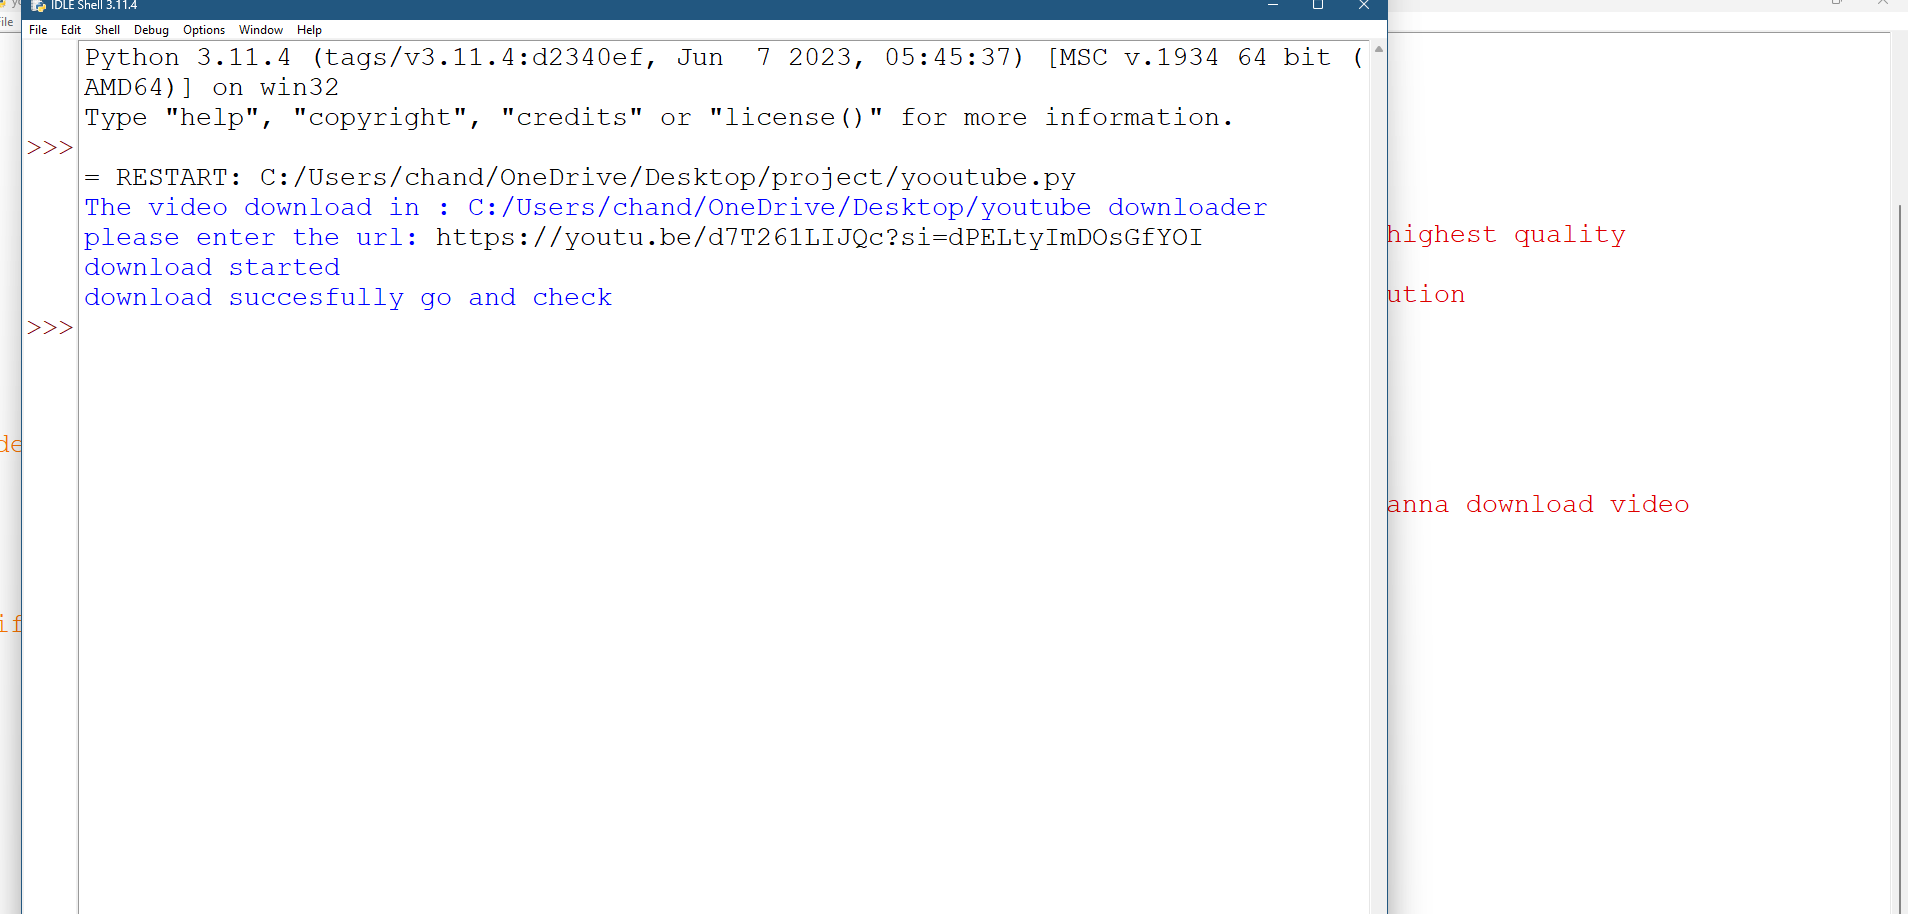 IDLE Shell 3.11.4
File Edit Shell Debug Options Window Help
Python 3.11.4 (tags/v3.11.4:d2340ef, Jun  7 2023, 05:45:37) [MSC v.1934 64 bit (
AMD64)] on win32
Type "help", "copyright", "credits" or "license()" for more information.
>>>
= RESTART: C:/Users/chand/OneDrive/Desktop/project/yooutube.py
The video download in : C:/Users/chand/OneDrive/Desktop/youtube downloader
please enter the url: https://youtu.be/d7T261LIJQc?si=dPELtyImDOsGfYOI
download started
download succesfully go and check
>>>
highest quality
ution
de
anna download video
if